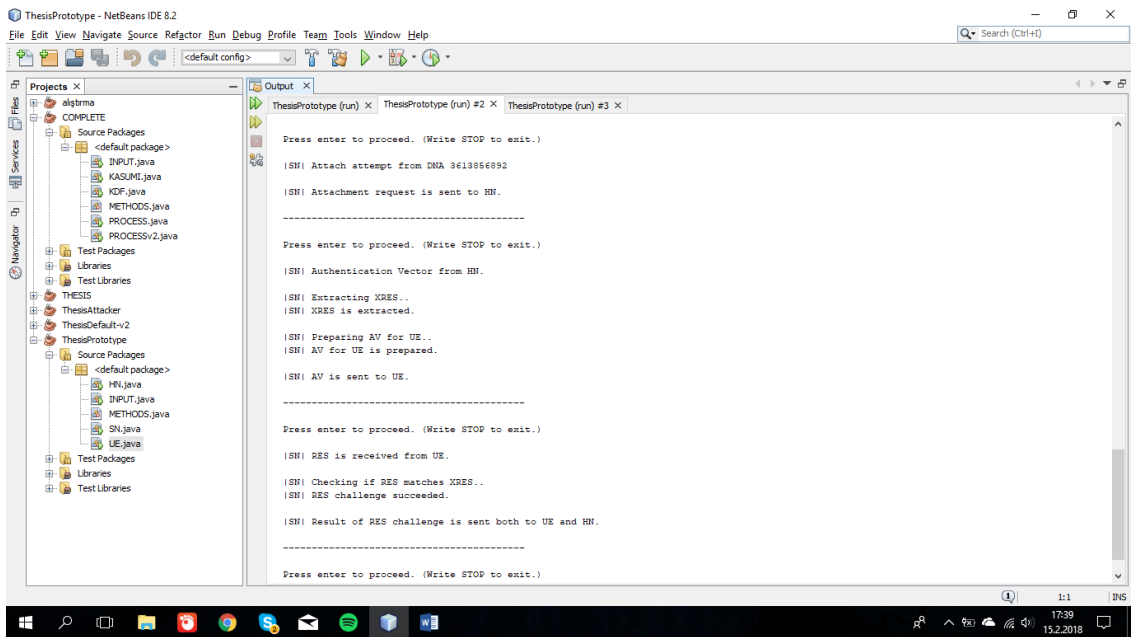 ThesisPrototype - NetBeans IDE 8.2
File Edit View Navigate Source Refactor Run Debug Profile Team Tools Window Help
Search (Ctrl+I)
<default config>
Projects
Output
Files
Services
Navigator
ThesisPrototype (run) ThesisPrototype (run) #2 ThesisPrototype (run) #3
alıştırma
COMPLETE
Source Packages
<default package>
INPUT.java
KASUMI.java
KDF.java
METHODS.java
PROCESS.java
PROCESSv2.java
Test Packages
Libraries
Test Libraries
THESIS
ThesisAttacker
ThesisDefault-v2
ThesisPrototype
Source Packages
<default package>
HN.java
INPUT.java
METHODS.java
SN.java
UE.java
Test Packages
Libraries
Test Libraries
Press enter to proceed. (Write STOP to exit.)
|SN| Attach attempt from DNA 3613856892
|SN| Attachment request is sent to HN.
------------------------------------------
Press enter to proceed. (Write STOP to exit.)
|SN| Authentication Vector from HN.
|SN| Extracting XRES..
|SN| XRES is extracted.
|SN| Preparing AV for UE..
|SN| AV for UE is prepared.
|SN| AV is sent to UE.
------------------------------------------
Press enter to proceed. (Write STOP to exit.)
|SN| RES is received from UE.
|SN| Checking if RES matches XRES..
|SN| RES challenge succeeded.
|SN| Result of RES challenge is sent both to UE and HN.
------------------------------------------
Press enter to proceed. (Write STOP to exit.)
1
1:1
INS
17:39
15.2.2018